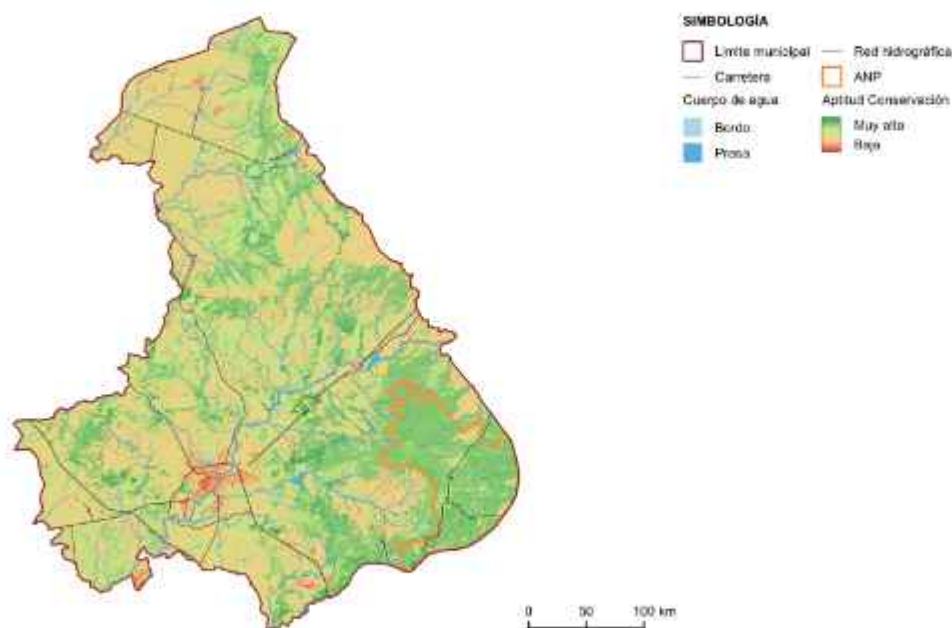 SIMBOLOGÍA
Límite municipal
Red hidrográfica
Carretera
ANP
Cuerpo de agua
Aptitud Conservación
Bordo
Muy alta
Presa
Baja
0 50 100 km